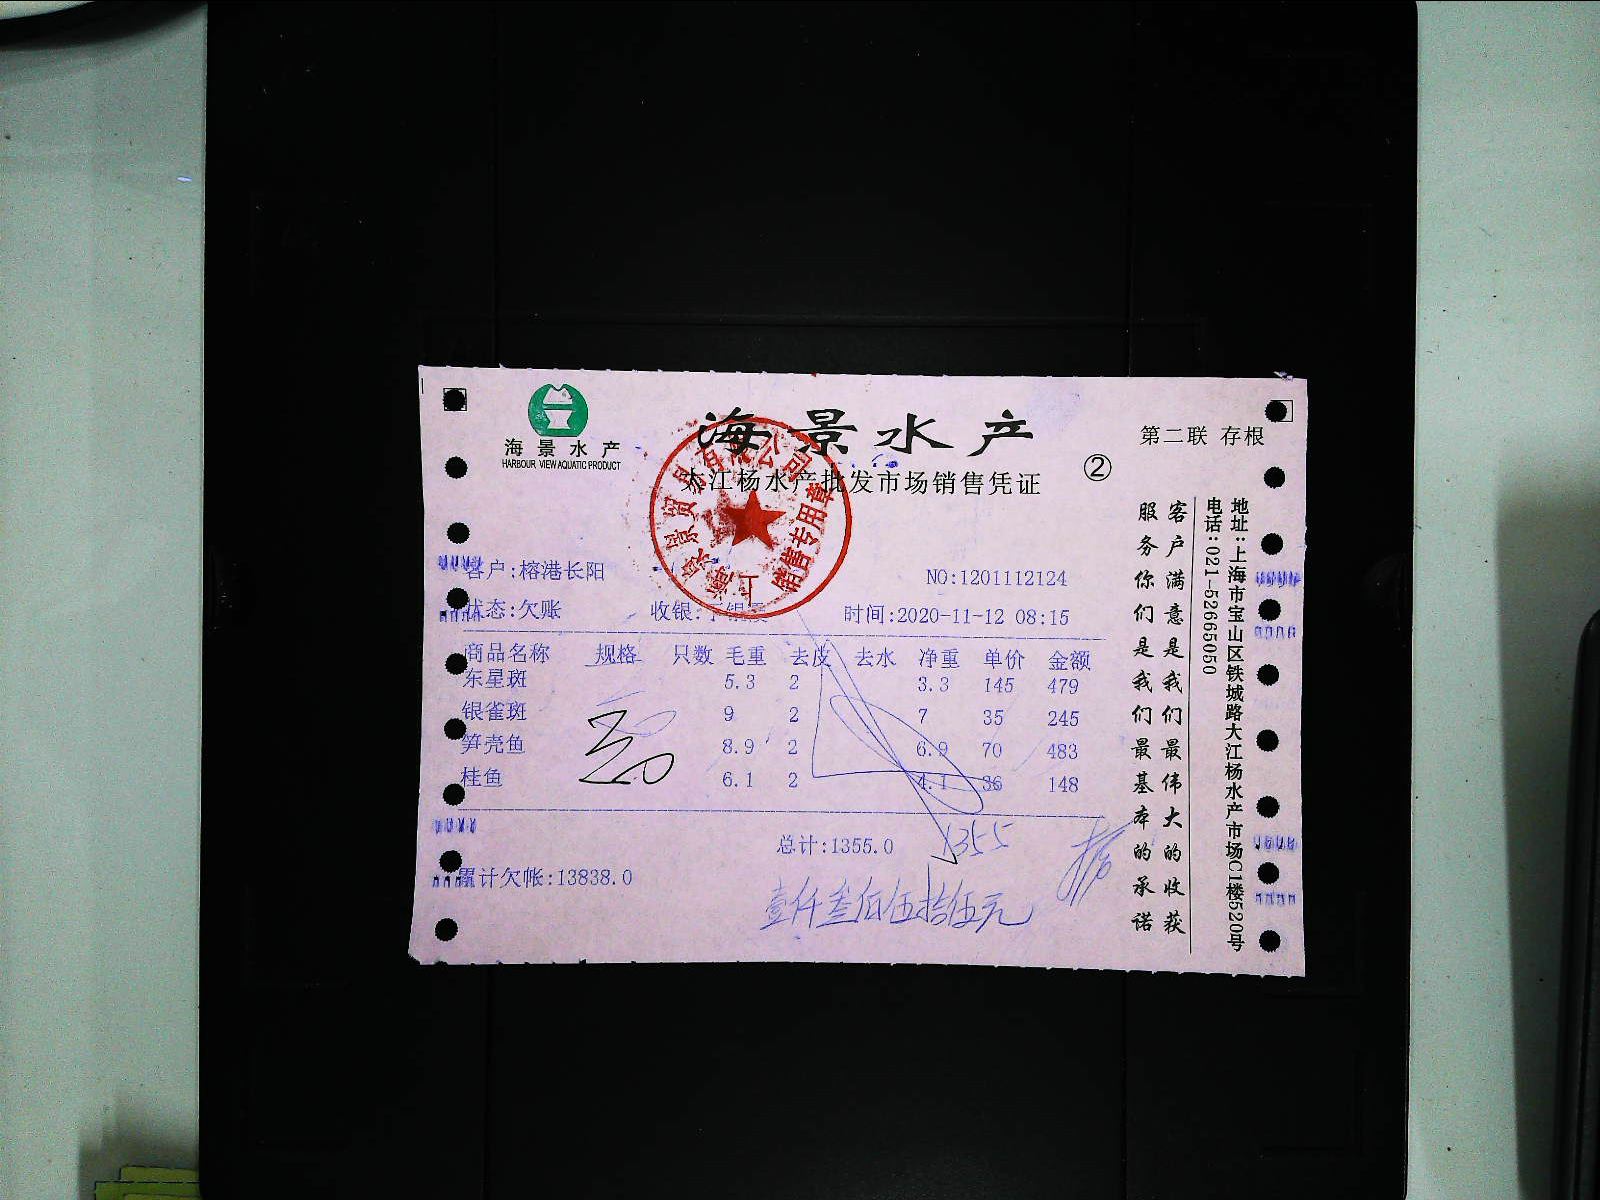 海景水产
HARBOUR VIEW AQUATIC PRODUCT
海景水产
大江杨水产批发市场销售凭证
②
第二联 存根
客户:榕港长阳
NO:1201112124
状态:欠账 收银: 时间:2020-11-12 08:15
商品名称 规格 只数 毛重 去皮 去水 净重 单价 金额
东星斑 5.3 2 3.3 145 479
银雀斑 9 2 7 35 245
笋壳鱼 8.9 2 6.9 70 483
桂鱼 6.1 2 4.1 36 148
总计:1355.0 1355
累计欠帐:13838.0
壹仟叁佰伍拾伍元
客户满意是我们最伟大的收获
服务你们是我们最基本的承诺
地址:上海市宝山区铁城路大江杨水产市场C1楼520号
电话:021-52665050